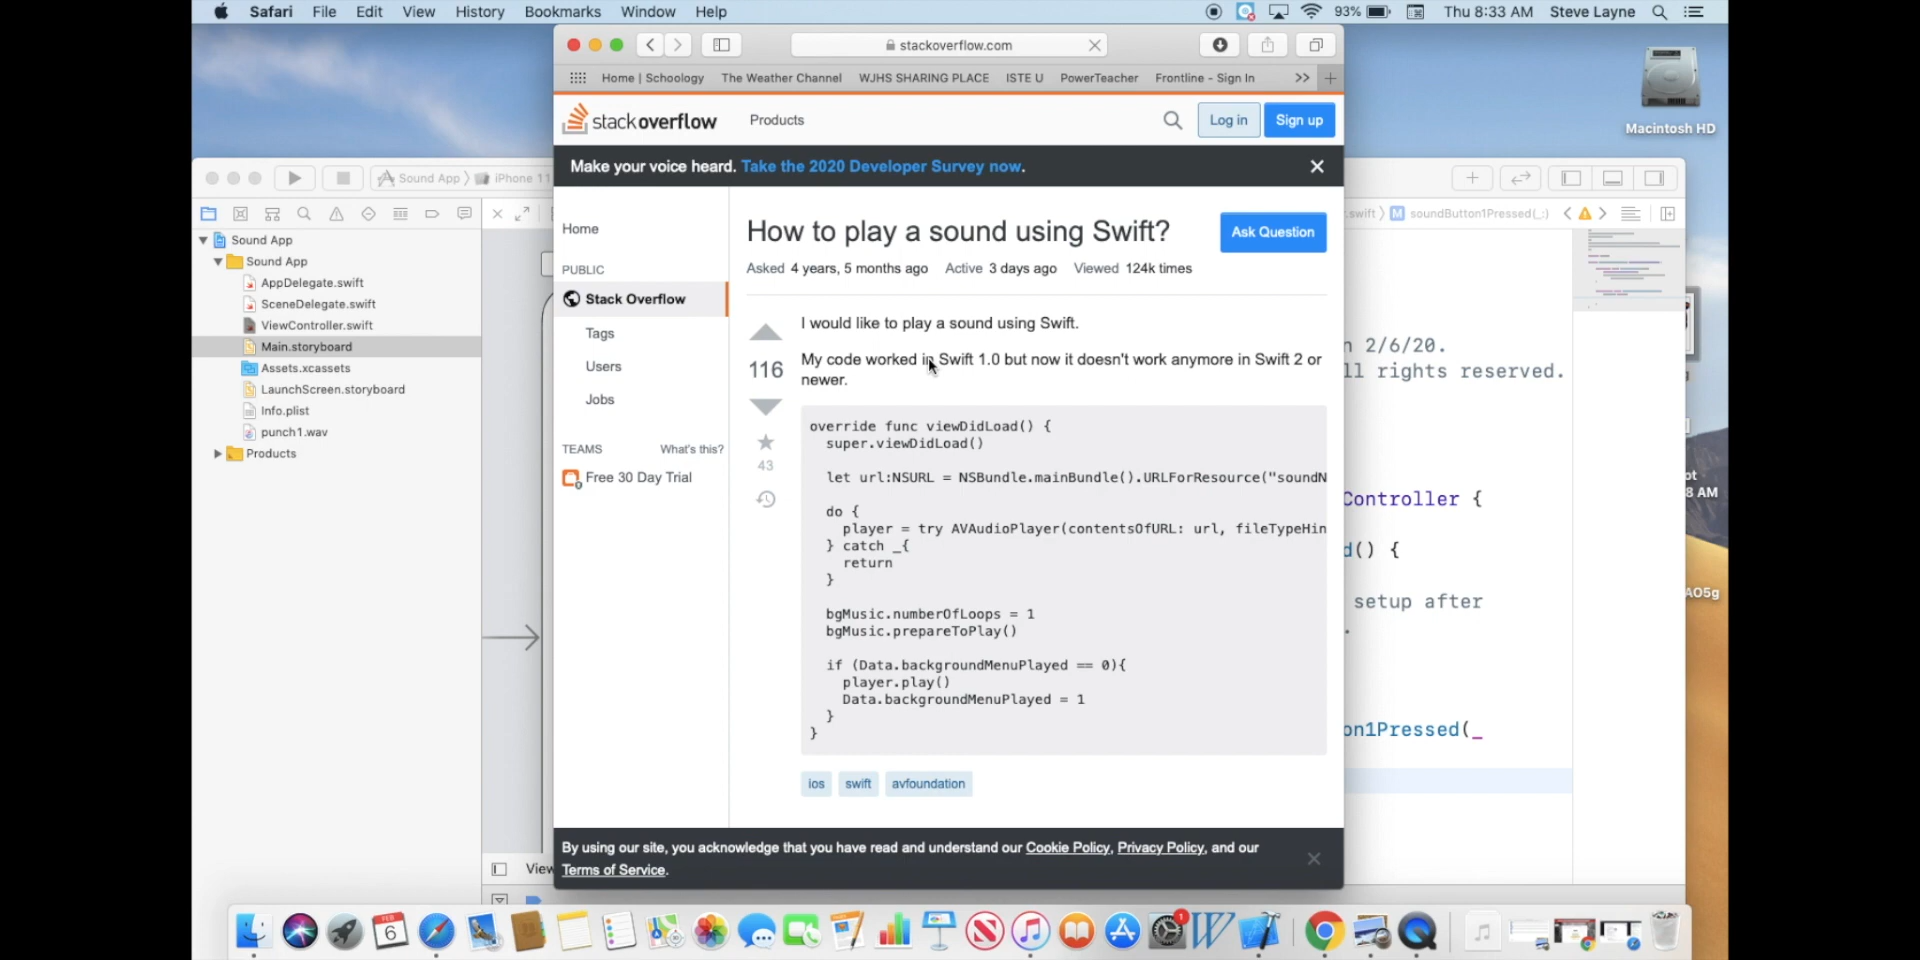 Safari File Edit View History Bookmarks Window Help 93% Thu 8:33 AM Steve Layne
stackoverflow.com
Home | Schoology The Weather Channel WJHS SHARING PLACE ISTE U PowerTeacher Frontline - Sign In >> +
stackoverflow Products Log in Sign up
Make your voice heard. Take the 2020 Developer Survey now.
Macintosh HD
Sound App iPhone 11
Sound App
Sound App
AppDelegate.swift
SceneDelegate.swift
ViewController.swift
Main.storyboard
Assets.xcassets
LaunchScreen.storyboard
Info.plist
punch1.wav
Products
Home
PUBLIC
Stack Overflow
Tags
Users
Jobs
TEAMS What's this?
Free 30 Day Trial
How to play a sound using Swift?
Ask Question
Asked 4 years, 5 months ago Active 3 days ago Viewed 124k times
I would like to play a sound using Swift.
116
My code worked in Swift 1.0 but now it doesn't work anymore in Swift 2 or
newer.
43
override func viewDidLoad() {
super.viewDidLoad()
let url:NSURL = NSBundle.mainBundle().URLForResource("soundN
do {
player = try AVAudioPlayer(contentsOfURL: url, fileTypeHin
} catch _{
return
}
bgMusic.numberOfLoops = 1
bgMusic.prepareToPlay()
if (Data.backgroundMenuPlayed == 0){
player.play()
Data.backgroundMenuPlayed = 1
}
}
ios swift avfoundation
By using our site, you acknowledge that you have read and understand our Cookie Policy, Privacy Policy, and our
Terms of Service.
.swift M soundButton1Pressed(_:)
n 2/6/20.
ll rights reserved.
Controller {
d() {
setup after
.
on1Pressed(_
ot
8 AM
AO5g
View
FEB
6
1